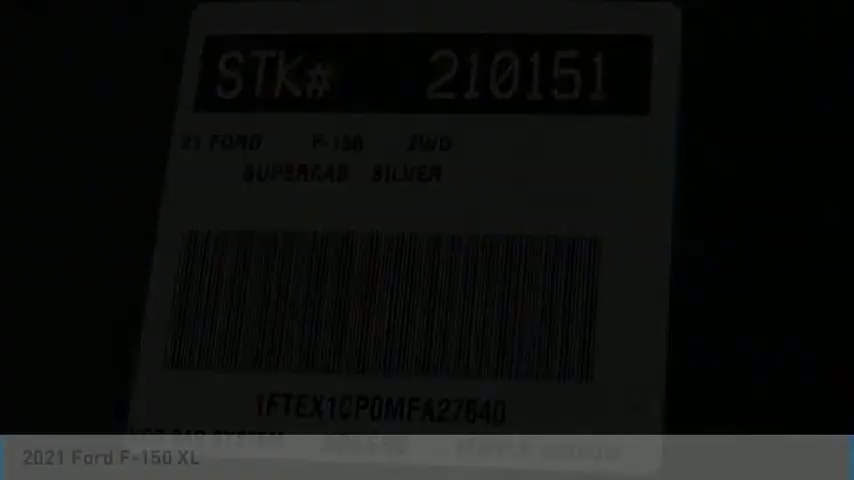 STK# 210151
21 FORD F-150 2WD
SUPERCAB SILVER
1FTEX1CP0MFA27640
2021 Ford F-150 XL